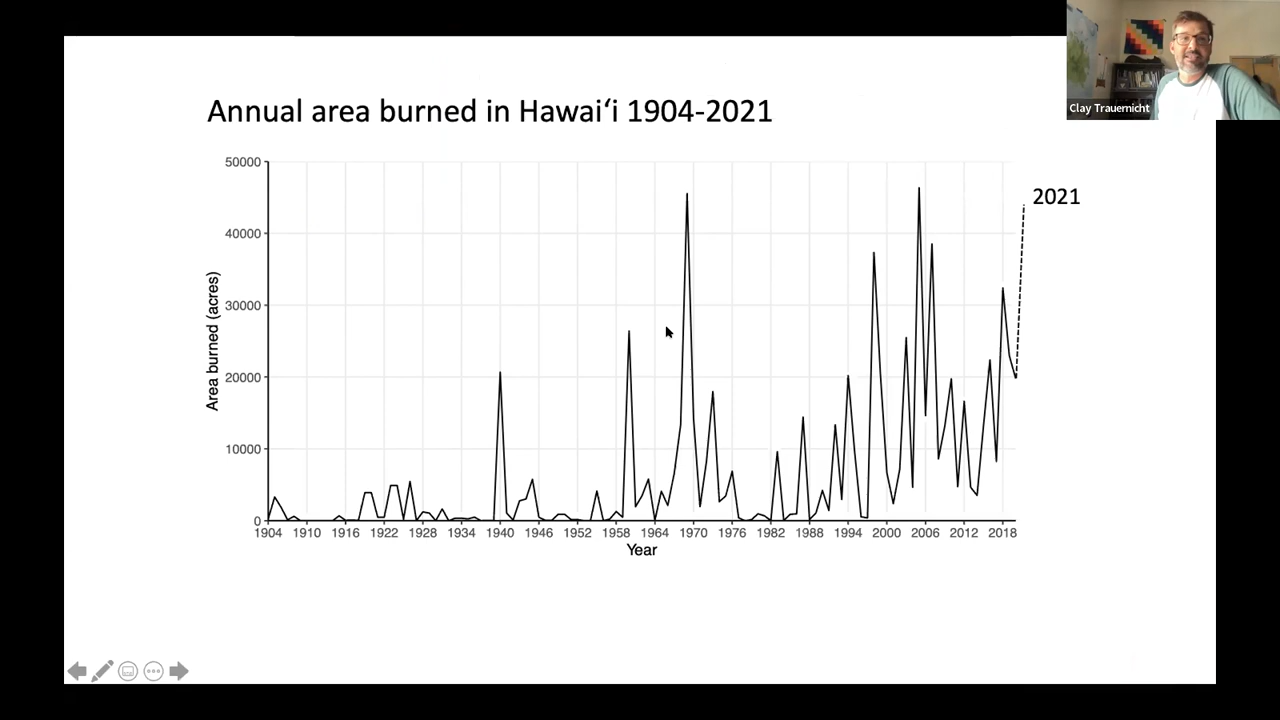 Clay Trauernicht
Annual area burned in Hawaiʻi 1904-2021
2021
50000
40000
30000
20000
10000
0
Area burned (acres)
1904 1910 1916 1922 1928 1934 1940 1946 1952 1958 1964 1970 1976 1982 1988 1994 2000 2006 2012 2018
Year